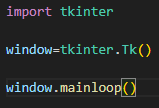 import tkinter
window=tkinter.Tk()
window.mainloop()